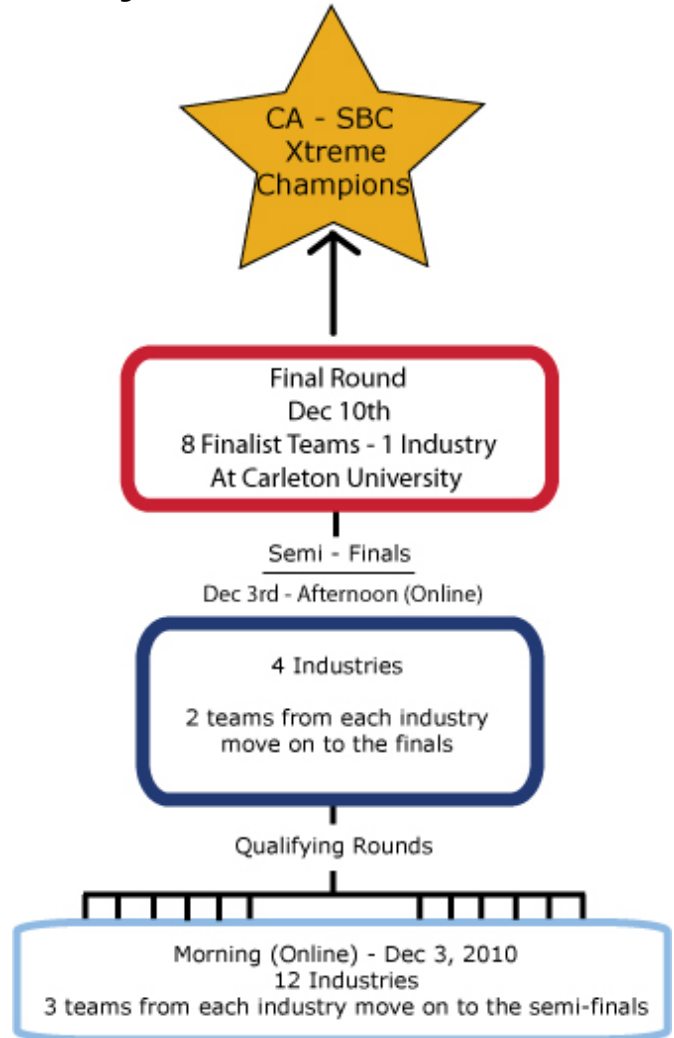 CA - SBC
Xtreme
Champions
Final Round
Dec 10th
8 Finalist Teams - 1 Industry
At Carleton University
Semi - Finals
Dec 3rd - Afternoon (Online)
4 Industries
2 teams from each industry
move on to the finals
Qualifying Rounds
Morning (Online) - Dec 3, 2010
12 Industries
3 teams from each industry move on to the semi-finals